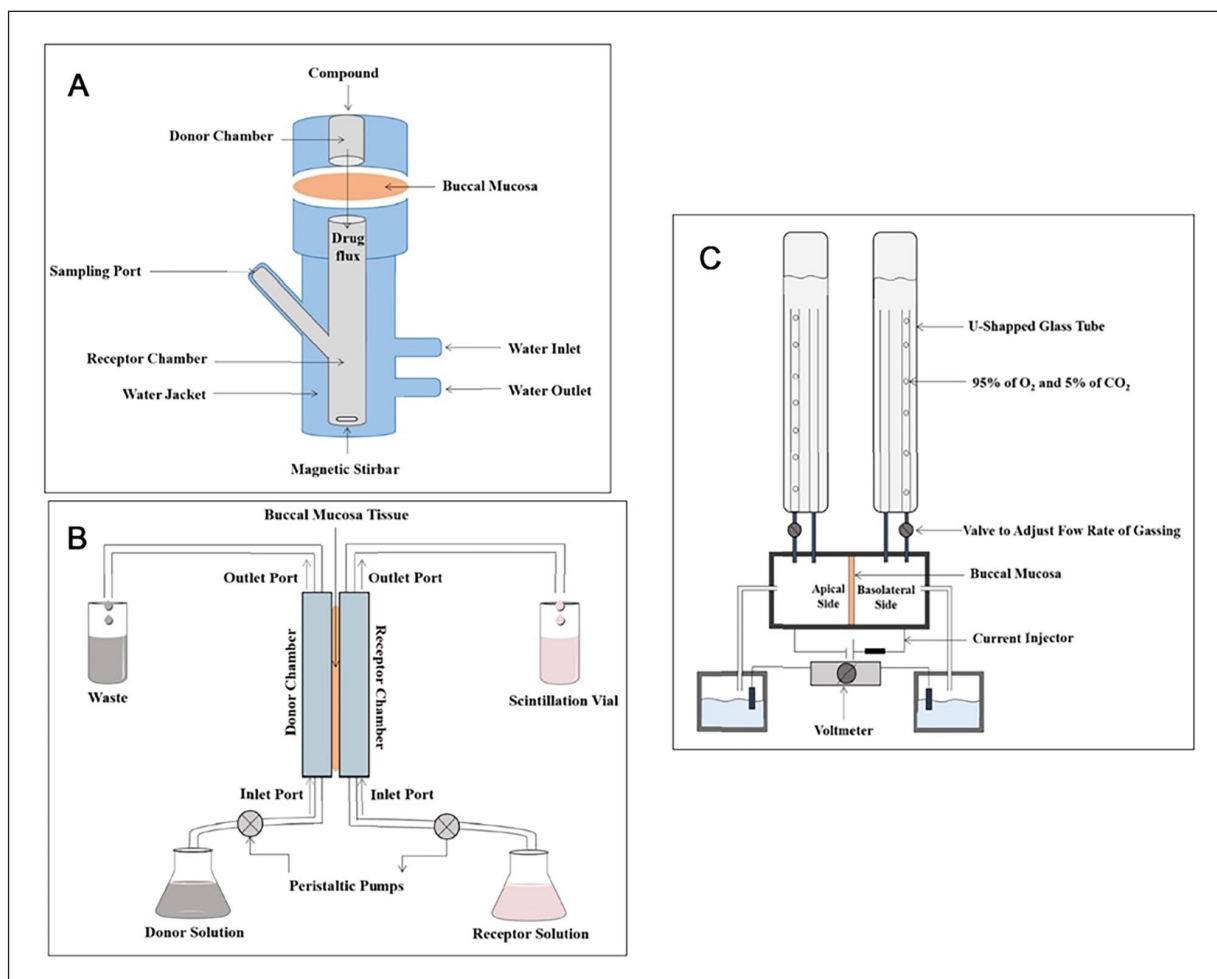 A
Compound
Donor Chamber
Buccal Mucosa
Drug
flux
Sampling Port
Receptor Chamber
Water Inlet
Water Jacket
Water Outlet
Magnetic Stirbar
B
Buccal Mucosa Tissue
Outlet Port
Outlet Port
Donor Chamber
Receptor Chamber
Waste
Scintillation Vial
Inlet Port
Inlet Port
Peristaltic Pumps
Donor Solution
Receptor Solution
C
U-Shapped Glass Tube
95% of O₂ and 5% of CO₂
Valve to Adjust Fow Rate of Gassing
Buccal Mucosa
Apical
Side
Basolateral
Side
Current Injector
Voltmeter